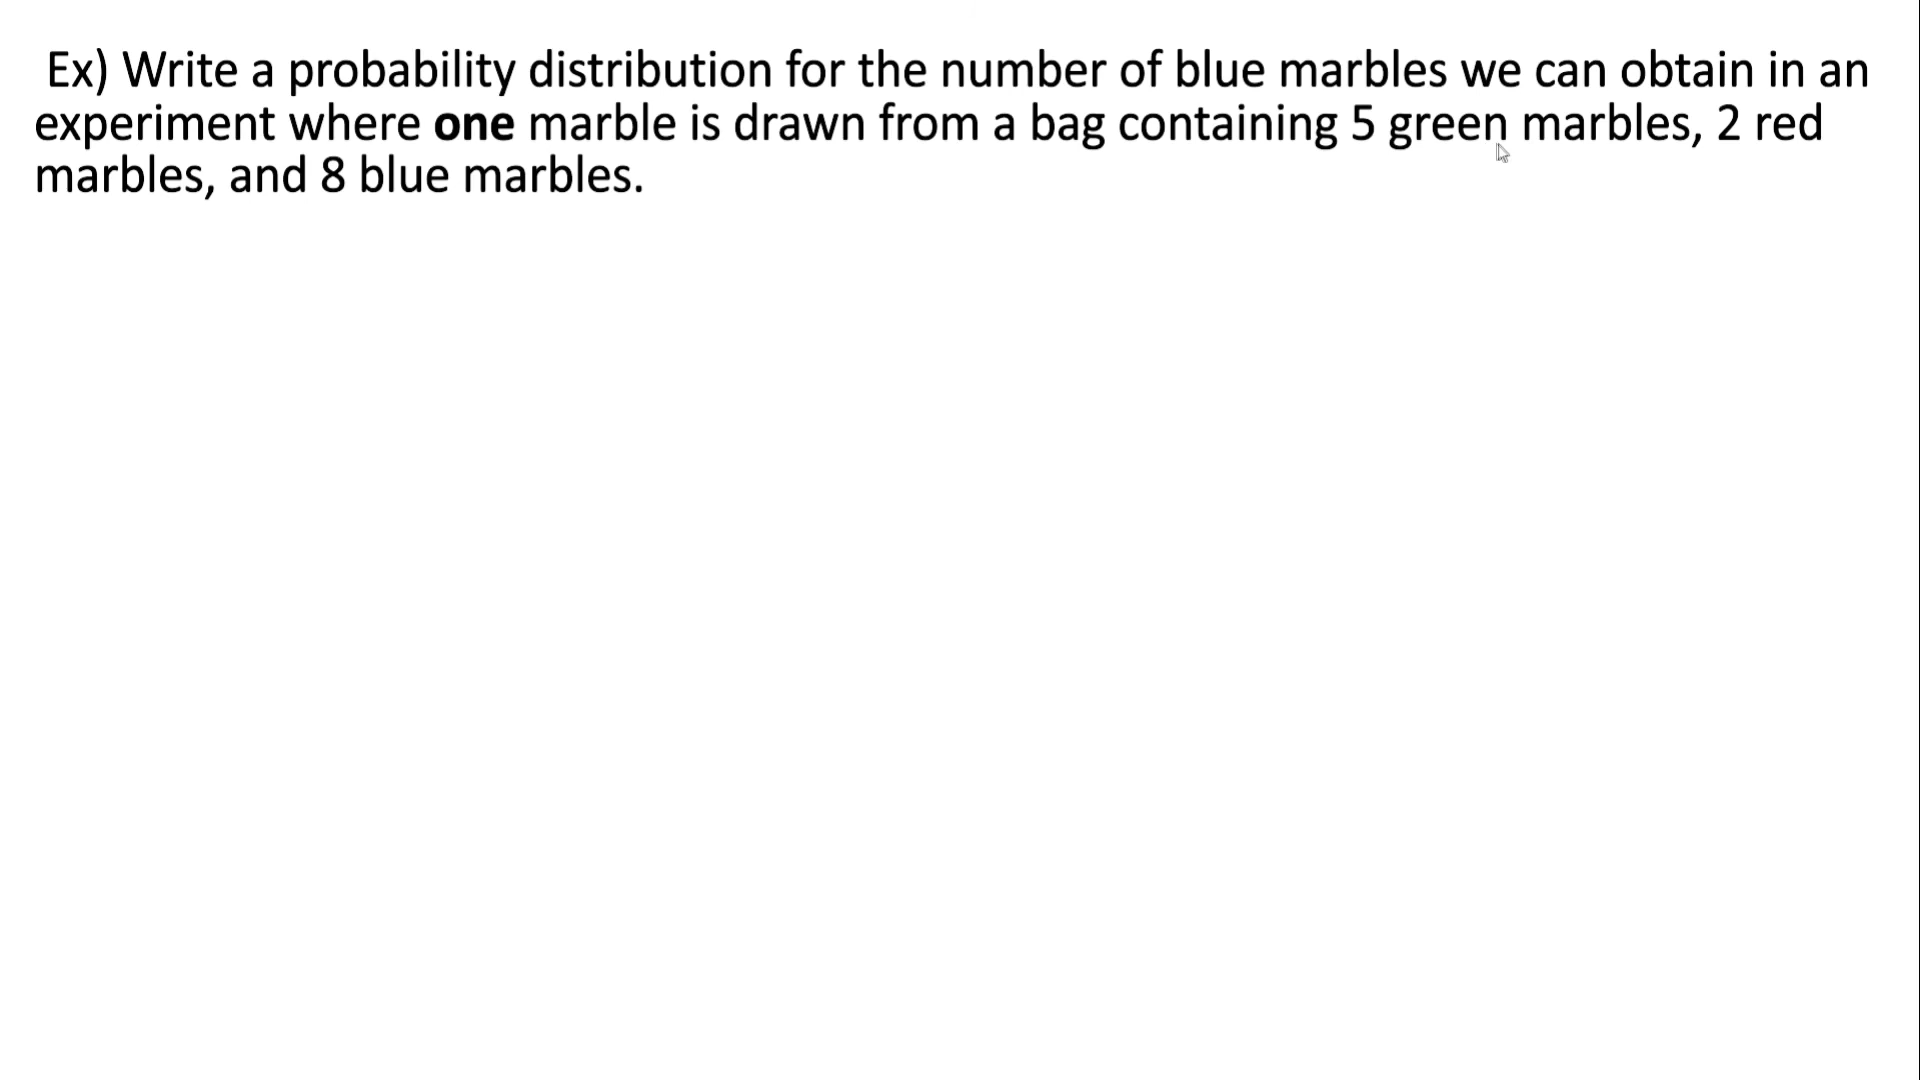 Ex) Write a probability distribution for the number of blue marbles we can obtain in an
experiment where one marble is drawn from a bag containing 5 green marbles, 2 red
marbles, and 8 blue marbles.